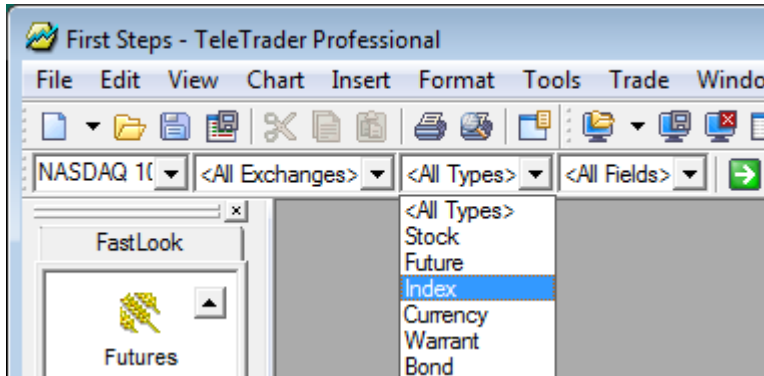 First Steps - TeleTrader Professional
File Edit View Chart Insert Format Tools Trade Windo
NASDAQ 10 <All Exchanges> <All Types> <All Fields>
<All Types>
Stock
Future
Index
Currency
Warrant
Bond
FastLook
Futures